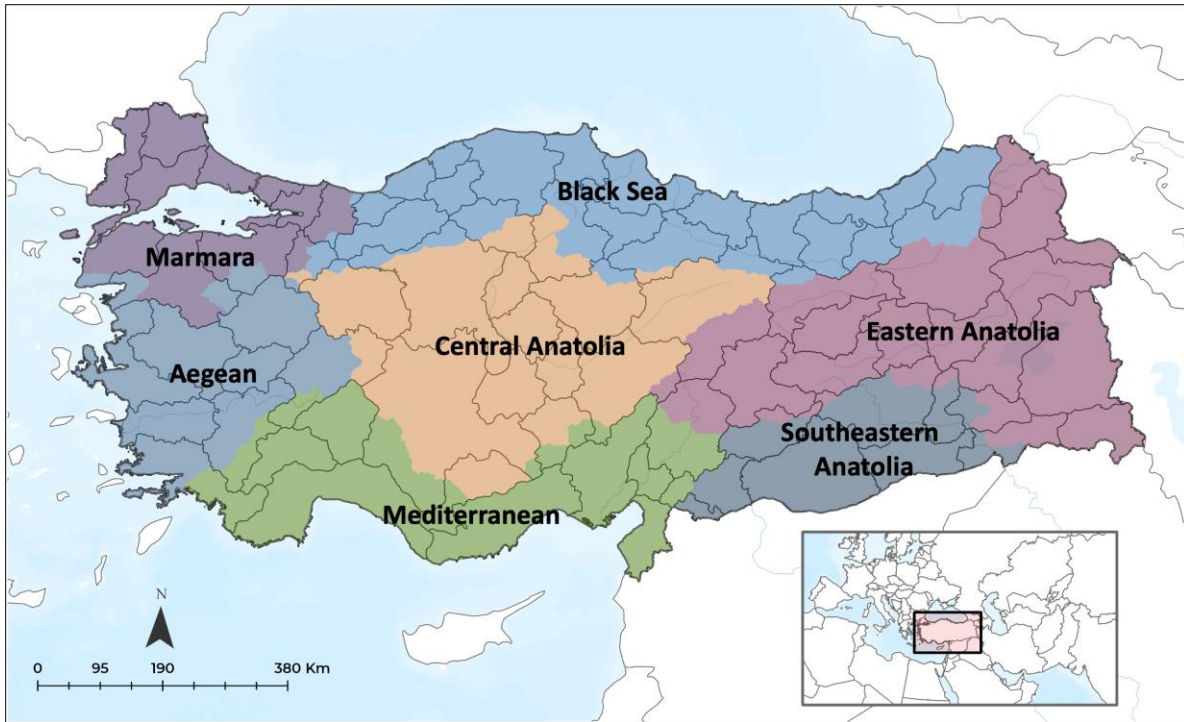 Black Sea
Marmara
Central Anatolia
Eastern Anatolia
Aegean
Southeastern
Anatolia
Mediterranean
N
0 95 190 380 Km